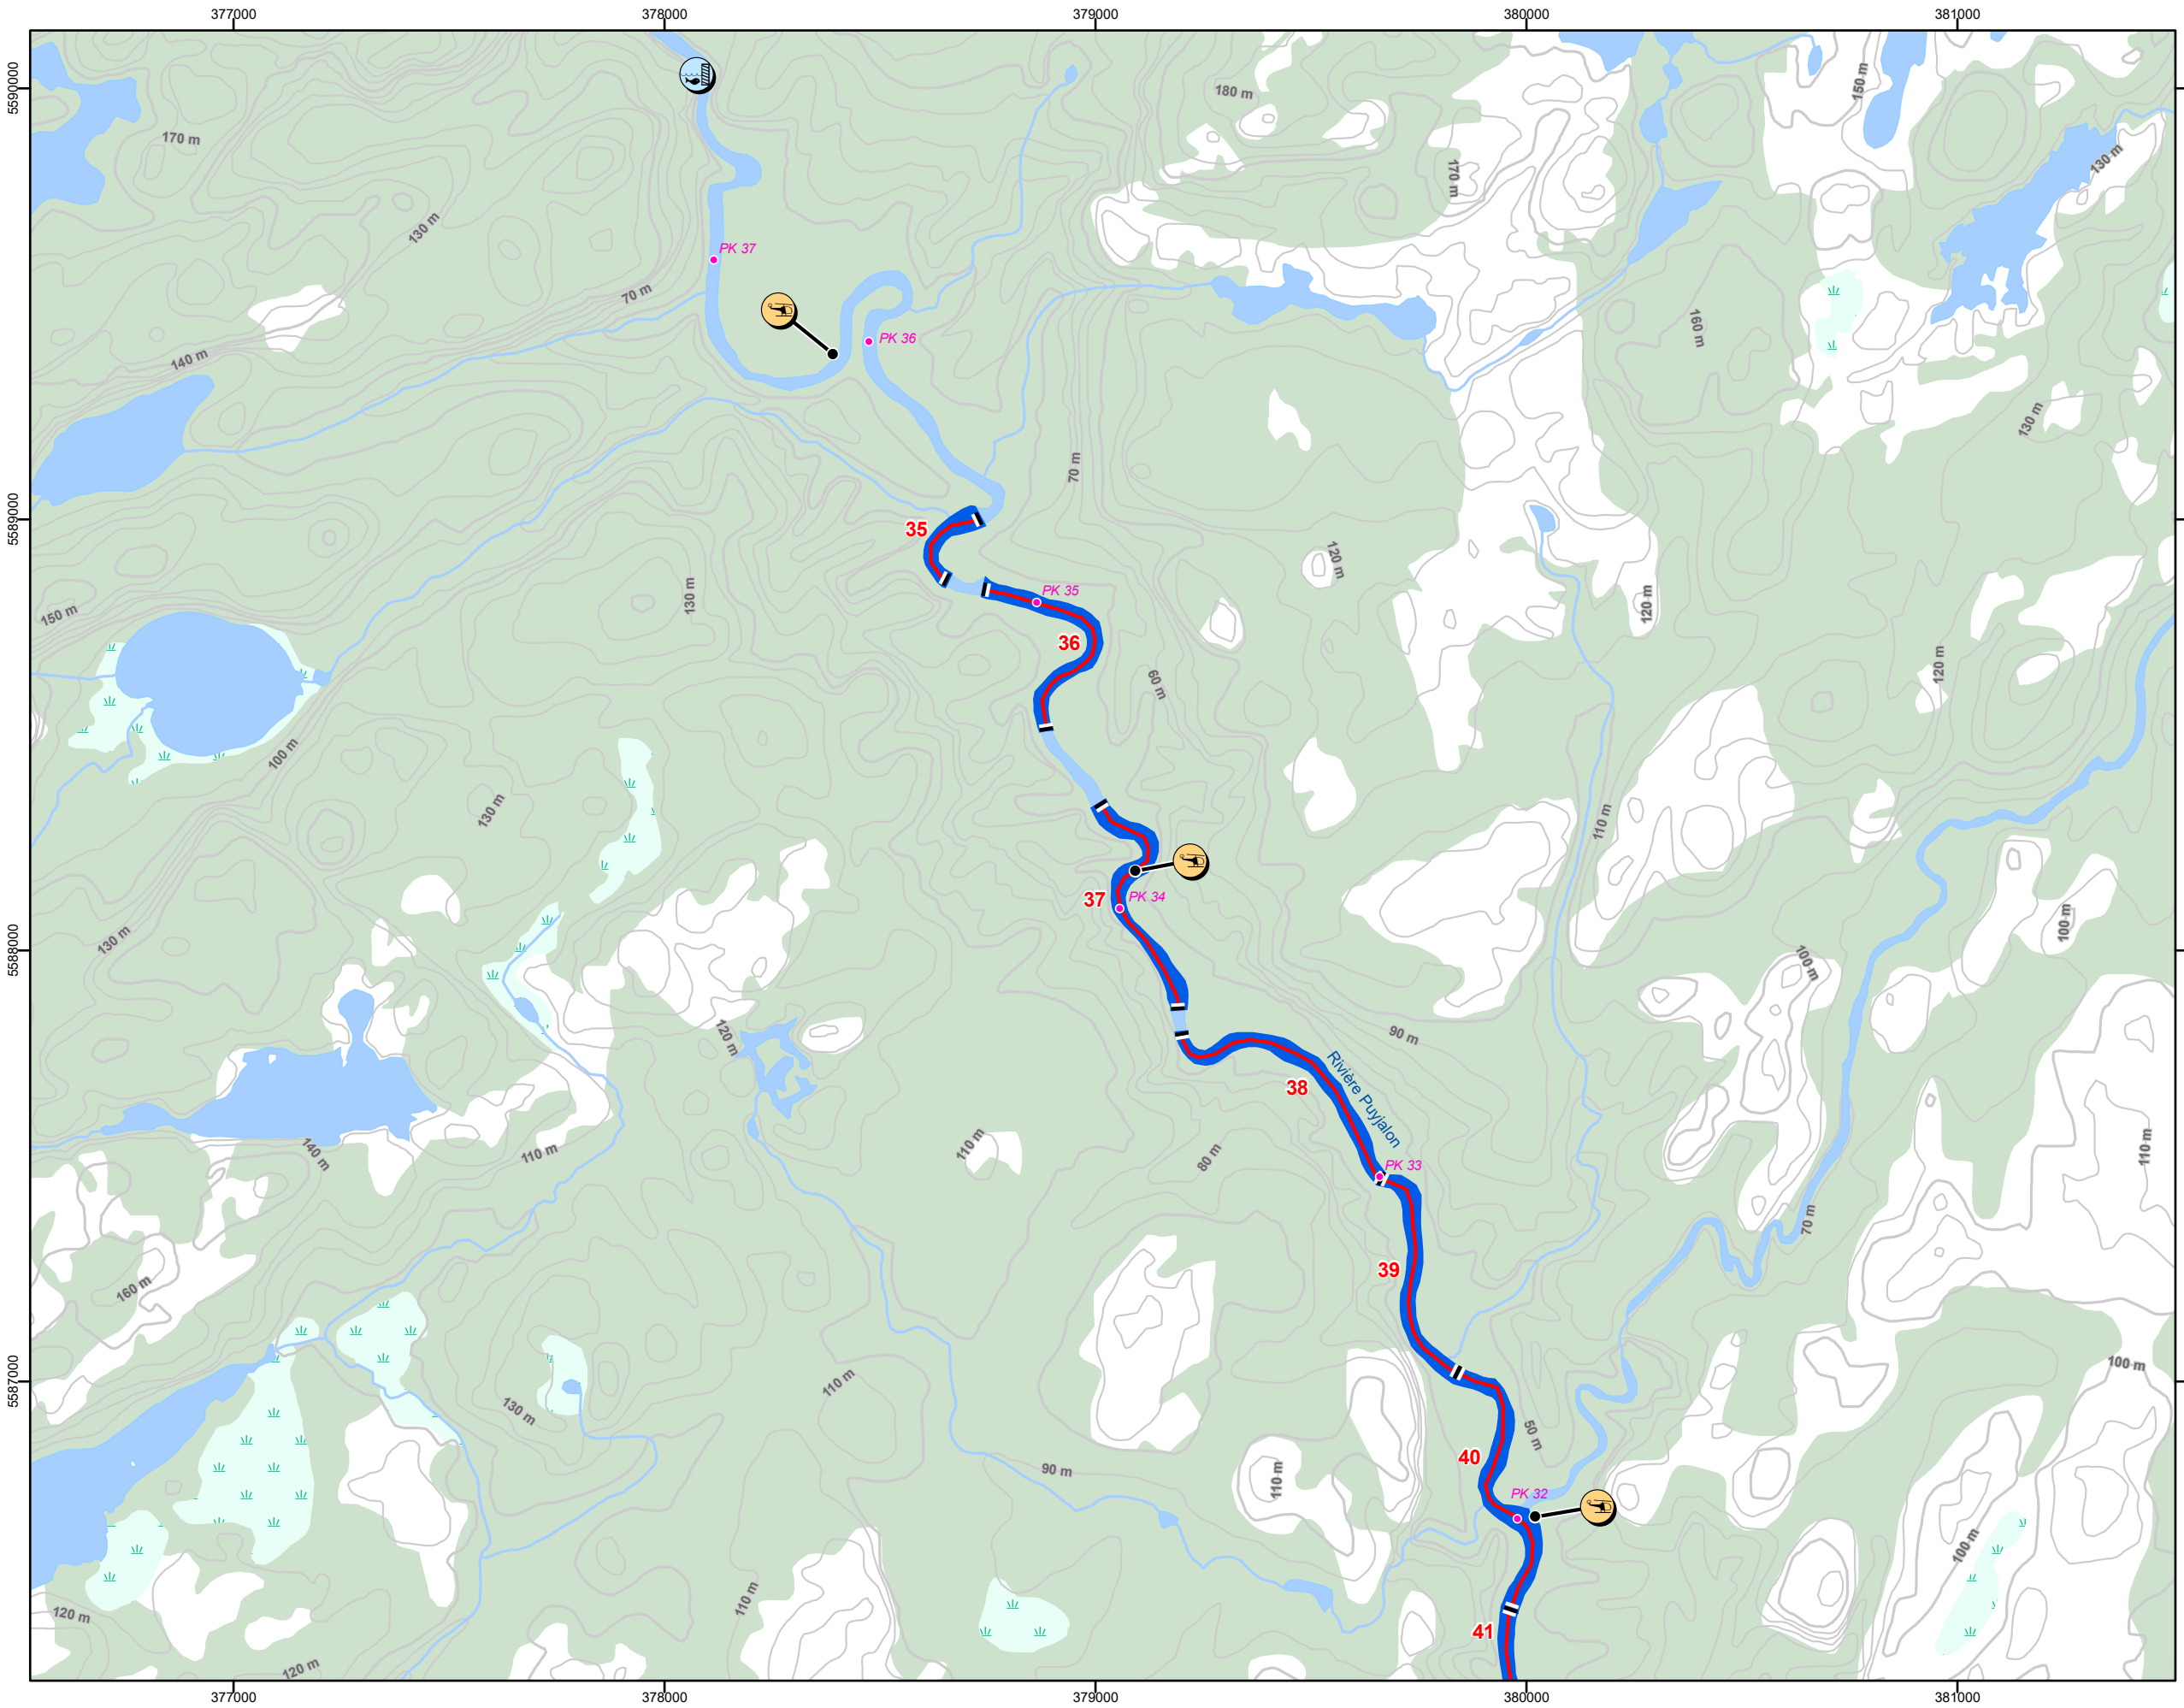 377000
378000
379000
380000
381000
5590000
5589000
5588000
5587000
180 m
150 m
170 m
130 m
170 m
130 m
PK 37
70 m
160 m
PK 36
140 m
130 m
70 m
35
120 m
130 m
PK 35
120 m
150 m
36
120 m
60 m
100 m
130 m
110 m
37
PK 34
100 m
130 m
100 m
120 m
90 m
38
Rivière Puyjalon
110 m
110 m
80 m
140 m
110 m
PK 33
70 m
39
160 m
100 m
110 m
130 m
50 m
40
90 m
110 m
PK 32
100 m
110 m
120 m
41
120 m
377000
378000
379000
380000
381000